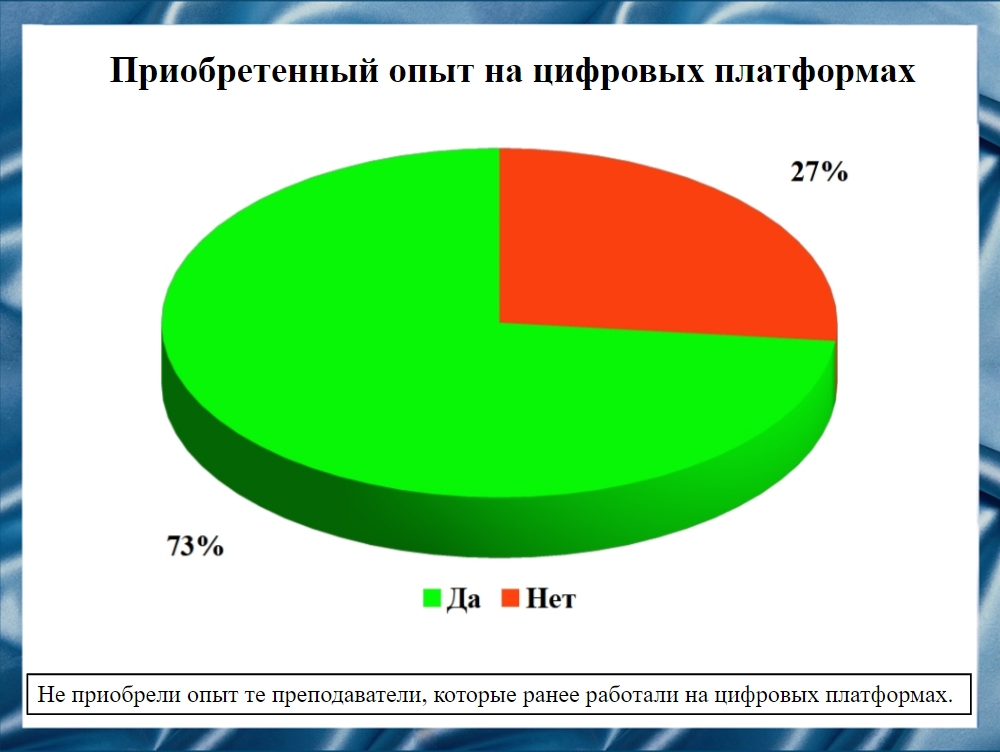 Приобретенный опыт на цифровых платформах
27%
73%
Да Нет
Не приобрели опыт те преподаватели, которые ранее работали на цифровых платформах.